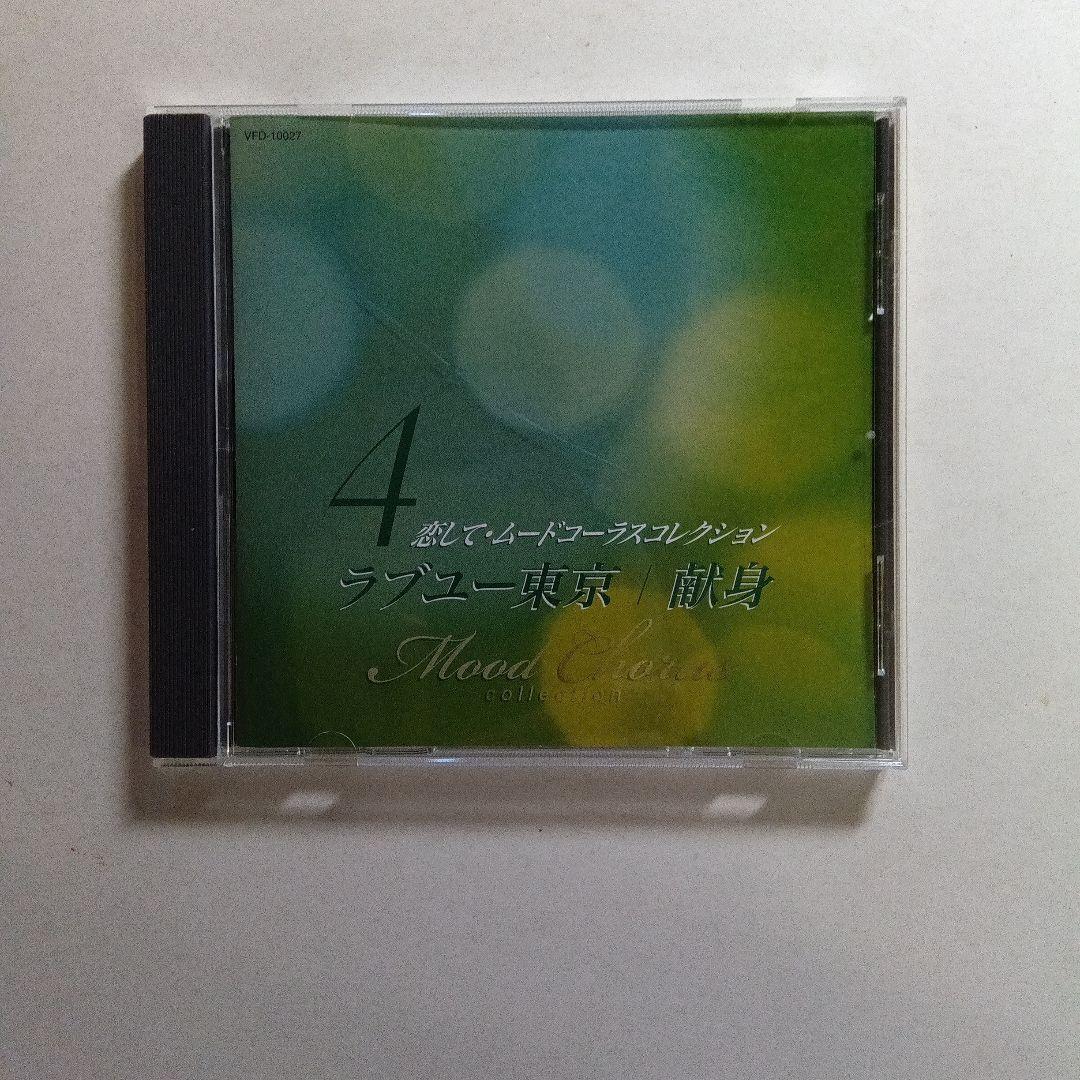 VFD-10027
4
恋して・ムードコーラスコレクション
ラブユー東京 / 献身
Mood Chorus
collection